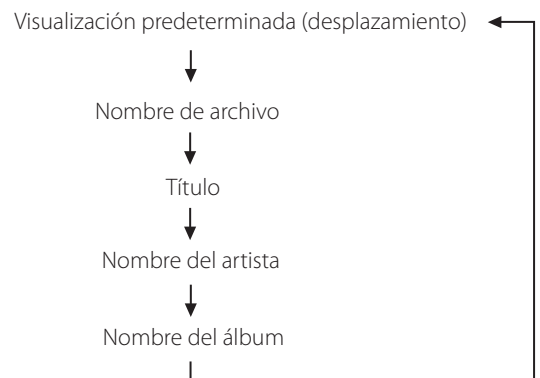 Visualización predeterminada (desplazamiento)
Nombre de archivo
Título
Nombre del artista
Nombre del álbum